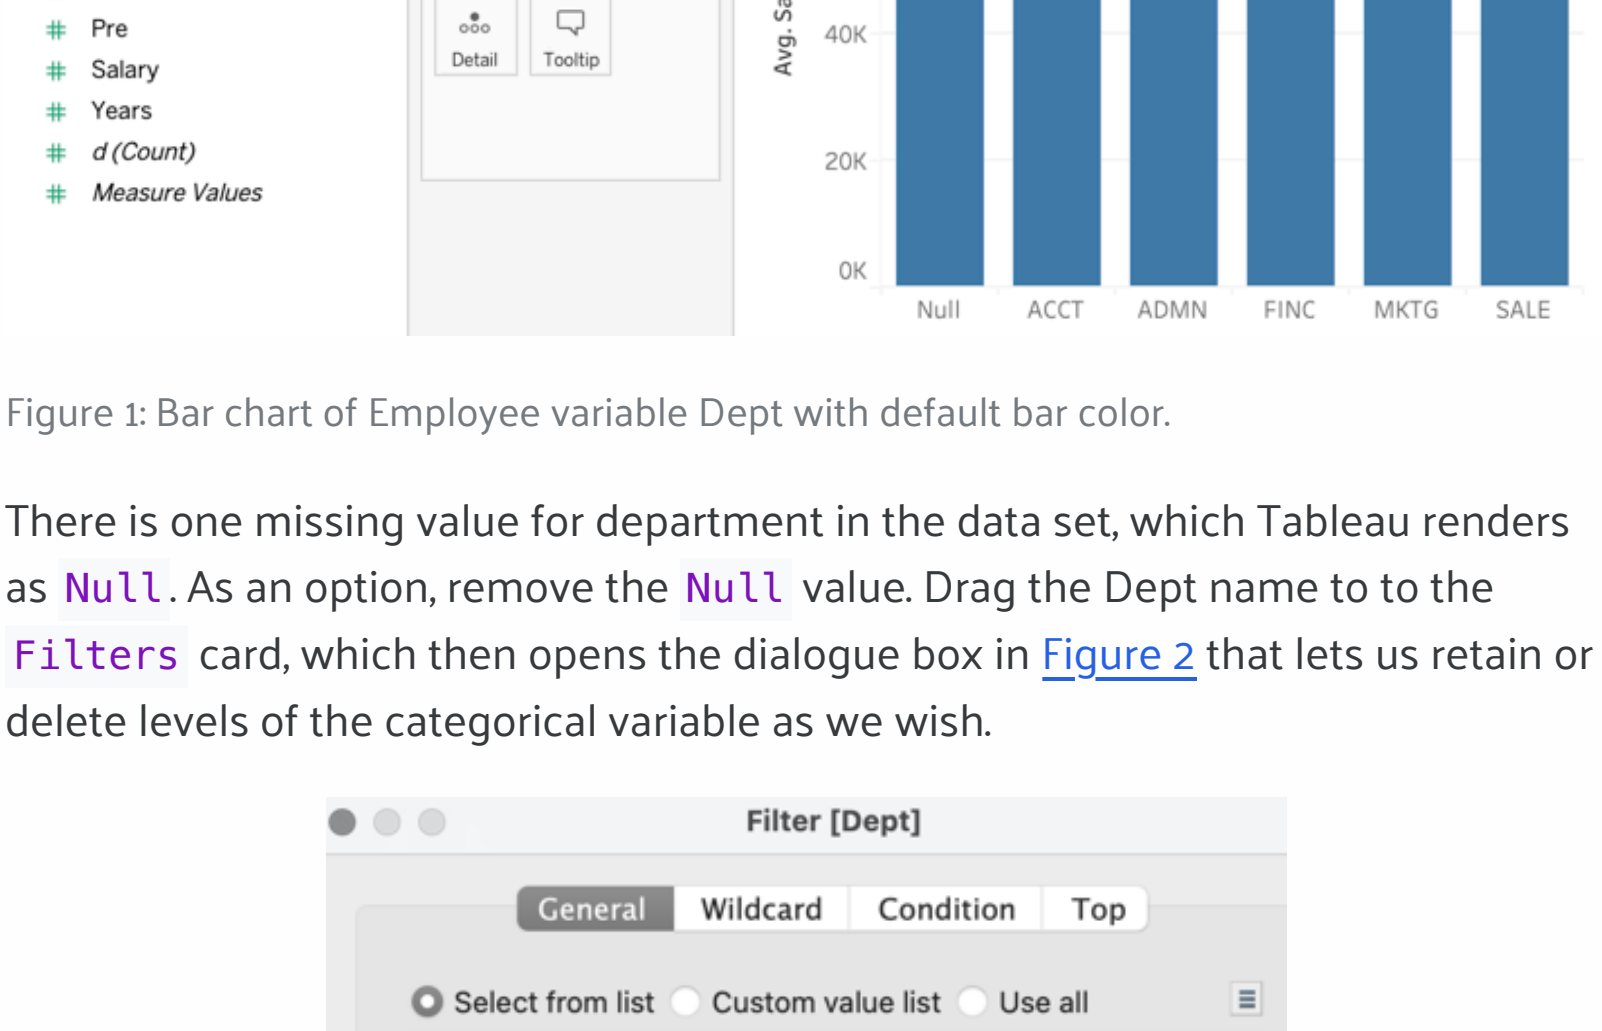 Pre
Salary
Years
d (Count)
Measure Values
Detail
Tooltip
Avg. Sa
40K
20K
0K
Null
ACCT
ADMN
FINC
MKTG
SALE
Figure 1: Bar chart of Employee variable Dept with default bar color.
There is one missing value for department in the data set, which Tableau renders
as Null. As an option, remove the Null value. Drag the Dept name to to the
Filters card, which then opens the dialogue box in Figure 2 that lets us retain or
delete levels of the categorical variable as we wish.
Filter [Dept]
General Wildcard Condition Top
Select from list Custom value list Use all